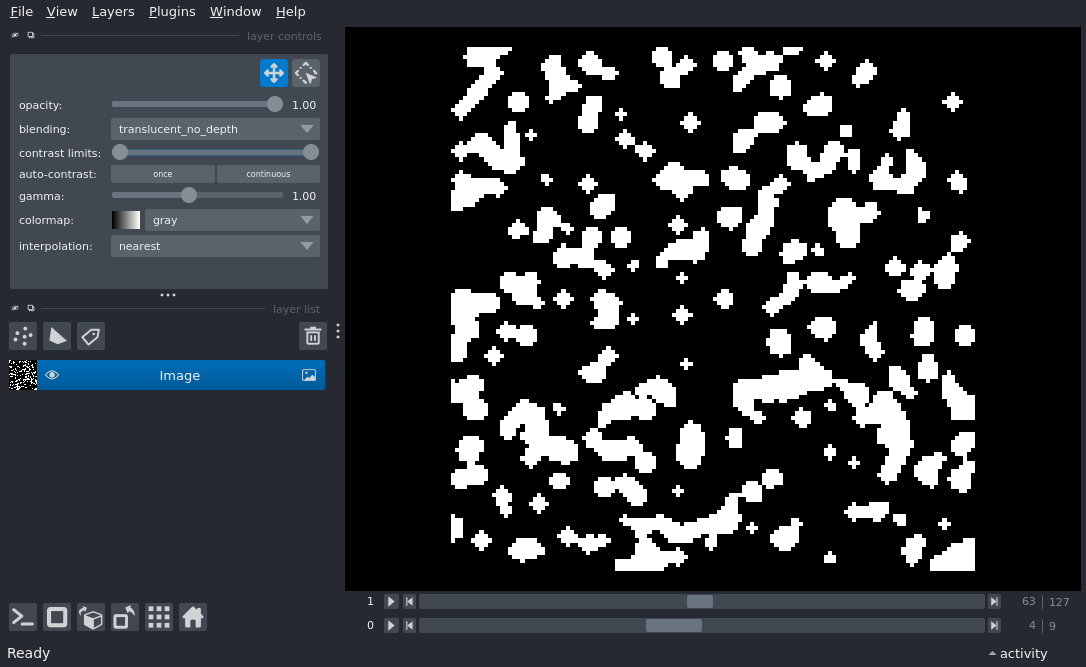 File View Layers Plugins Window Help
layer controls
opacity: 1.00
blending: translucent_no_depth
contrast limits:
auto-contrast: once continuous
gamma: 1.00
colormap: gray
interpolation: nearest
layer list
Image
1 63 127
0 4 9
Ready activity